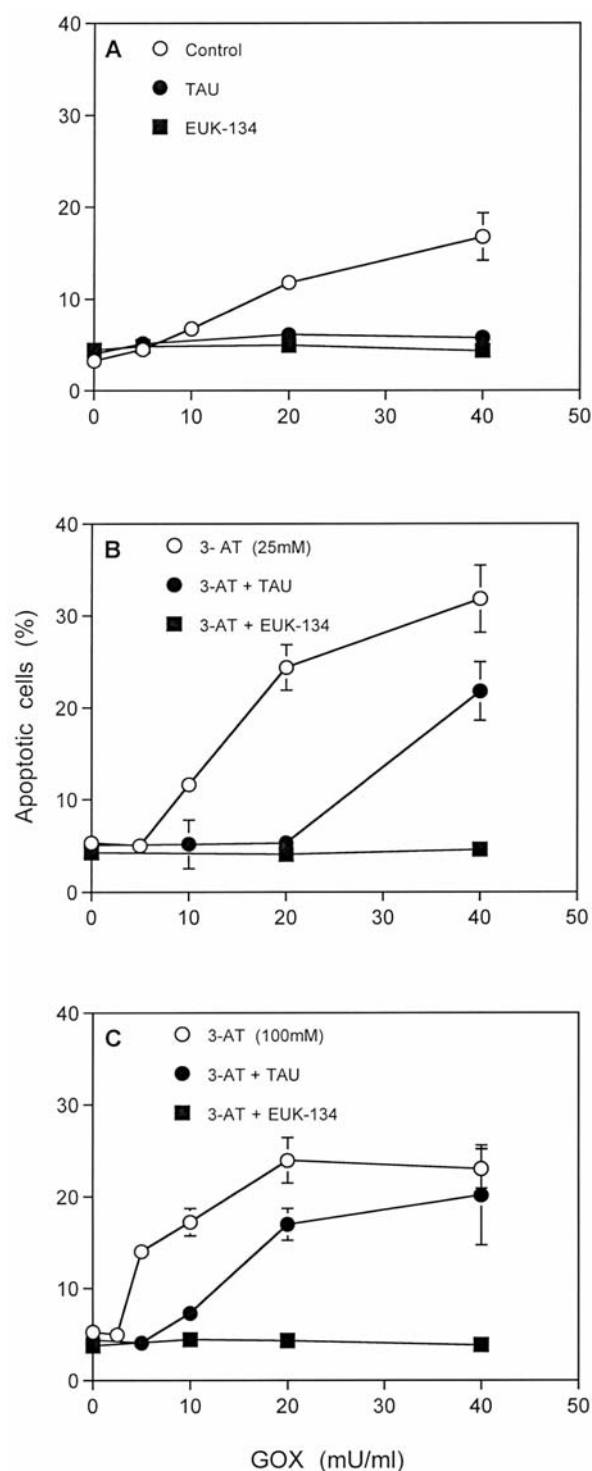 A
Control
TAU
EUK-134
40
30
20
10
0
0 10 20 30 40 50
B
3- AT (25mM)
3-AT + TAU
3-AT + EUK-134
40
30
20
10
0
0 10 20 30 40 50
Apoptotic cells (%)
C
3-AT (100mM)
3-AT + TAU
3-AT + EUK-134
40
30
20
10
0
0 10 20 30 40 50
GOX (mU/ml)